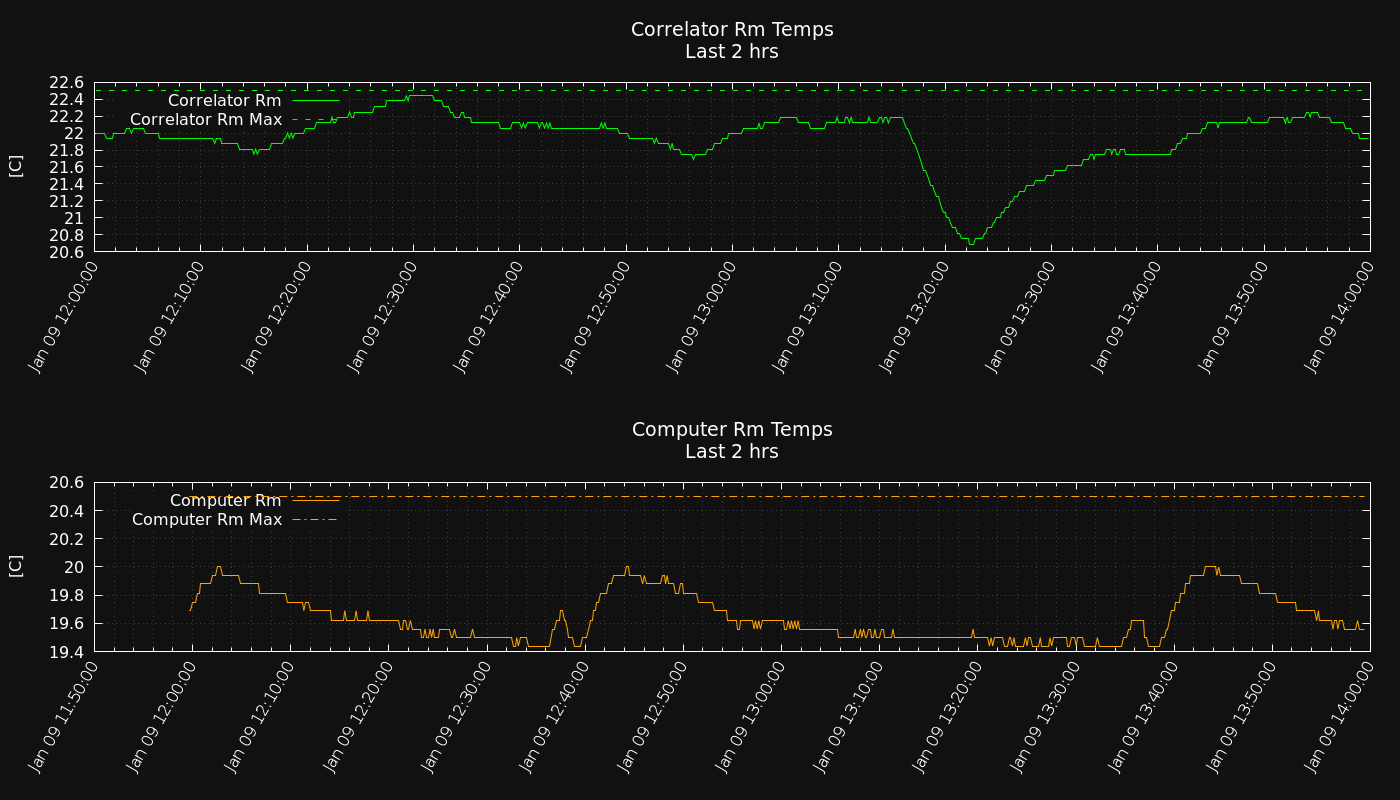 Correlator Rm Temps
Last 2 hrs
22.6
22.4
22.2
22
21.8
21.6
21.4
21.2
21
20.8
20.6
[C]
Correlator Rm
Correlator Rm Max
Jan 09 12:00:00
Jan 09 12:10:00
Jan 09 12:20:00
Jan 09 12:30:00
Jan 09 12:40:00
Jan 09 12:50:00
Jan 09 13:00:00
Jan 09 13:10:00
Jan 09 13:20:00
Jan 09 13:30:00
Jan 09 13:40:00
Jan 09 13:50:00
Jan 09 14:00:00
Computer Rm Temps
Last 2 hrs
20.6
20.4
20.2
20
19.8
19.6
19.4
[C]
Computer Rm
Computer Rm Max
Jan 09 11:50:00
Jan 09 12:00:00
Jan 09 12:10:00
Jan 09 12:20:00
Jan 09 12:30:00
Jan 09 12:40:00
Jan 09 12:50:00
Jan 09 13:00:00
Jan 09 13:10:00
Jan 09 13:20:00
Jan 09 13:30:00
Jan 09 13:40:00
Jan 09 13:50:00
Jan 09 14:00:00